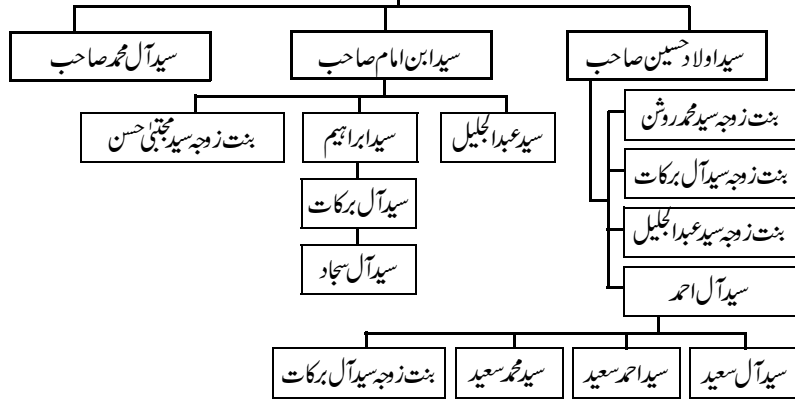 سید اولاد حسین صاحب
سید ابن امام صاحب
سید آل محمد صاحب
بنت زوجہ سید محمد روشن
بنت زوجہ سید آل برکات
بنت زوجہ سید عبدالجلیل
سید آل احمد
سید عبدالجلیل
سید ابراہیم
بنت زوجہ سید مجتبیٰ حسن
سید آل برکات
سید آل سجاد
سید آل سعید
سید احمد سعید
سید محمد سعید
بنت زوجہ سید آل برکات